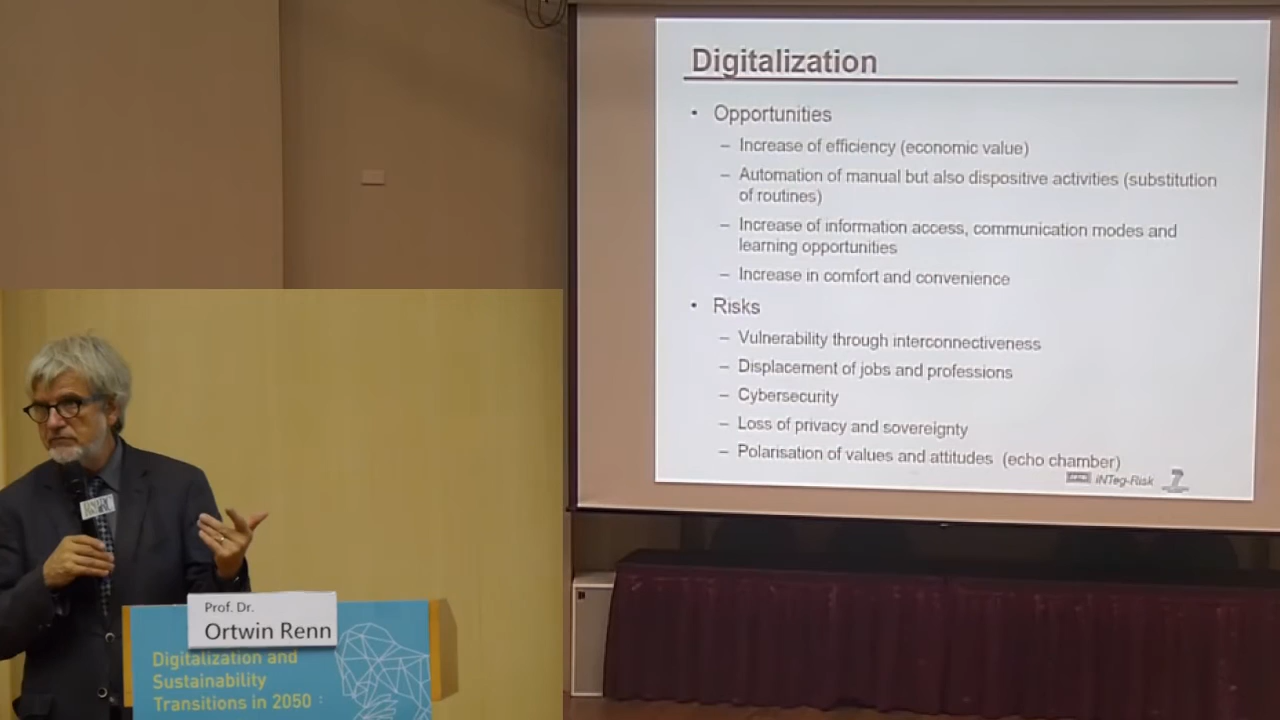 Digitalization
• Opportunities
– Increase of efficiency (economic value)
– Automation of manual but also dispositive activities (substitution
of routines)
– Increase of information access, communication modes and
learning opportunities
– Increase in comfort and convenience
• Risks
– Vulnerability through interconnectiveness
– Displacement of jobs and professions
– Cybersecurity
– Loss of privacy and sovereignty
– Polarisation of values and attitudes (echo chamber)
iNTeg-Risk
Prof. Dr.
Ortwin Renn
Digitalization and
Sustainability
Transitions in 2050 :